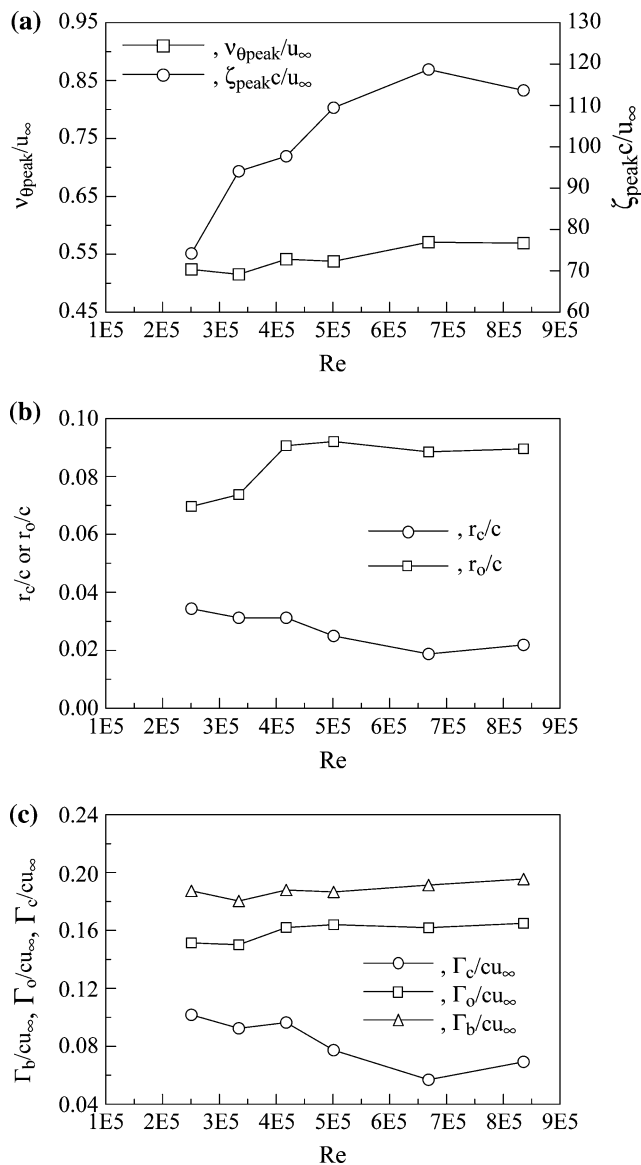 (a)
0.95
0.85
0.75
0.65
0.55
0.45
νθpeak/u∞
130
120
110
100
90
80
70
60
ζpeakc/u∞
, νθpeak/u∞
, ζpeakc/u∞
1E5 2E5 3E5 4E5 5E5 6E5 7E5 8E5 9E5
Re
(b)
0.10
0.08
0.06
0.04
0.02
0.00
rc/c or ro/c
, rc/c
, ro/c
1E5 2E5 3E5 4E5 5E5 6E5 7E5 8E5 9E5
Re
(c)
0.24
0.20
0.16
0.12
0.08
0.04
Γb/cu∞, Γo/cu∞, Γc/cu∞
, Γc/cu∞
, Γo/cu∞
, Γb/cu∞
1E5 2E5 3E5 4E5 5E5 6E5 7E5 8E5 9E5
Re